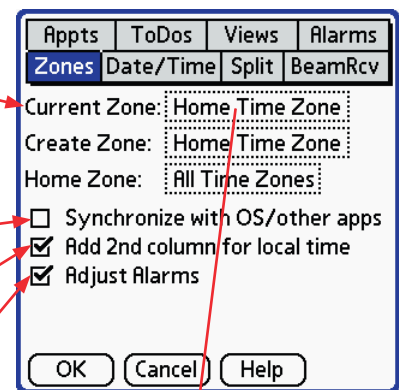 Appts ToDos Views Alarms
Zones Date/Time Split BeamRcv
Current Zone: Home Time Zone
Create Zone: Home Time Zone
Home Zone: All Time Zones
Synchronize with OS/other apps
Add 2nd column for local time
Adjust Alarms
OK Cancel Help